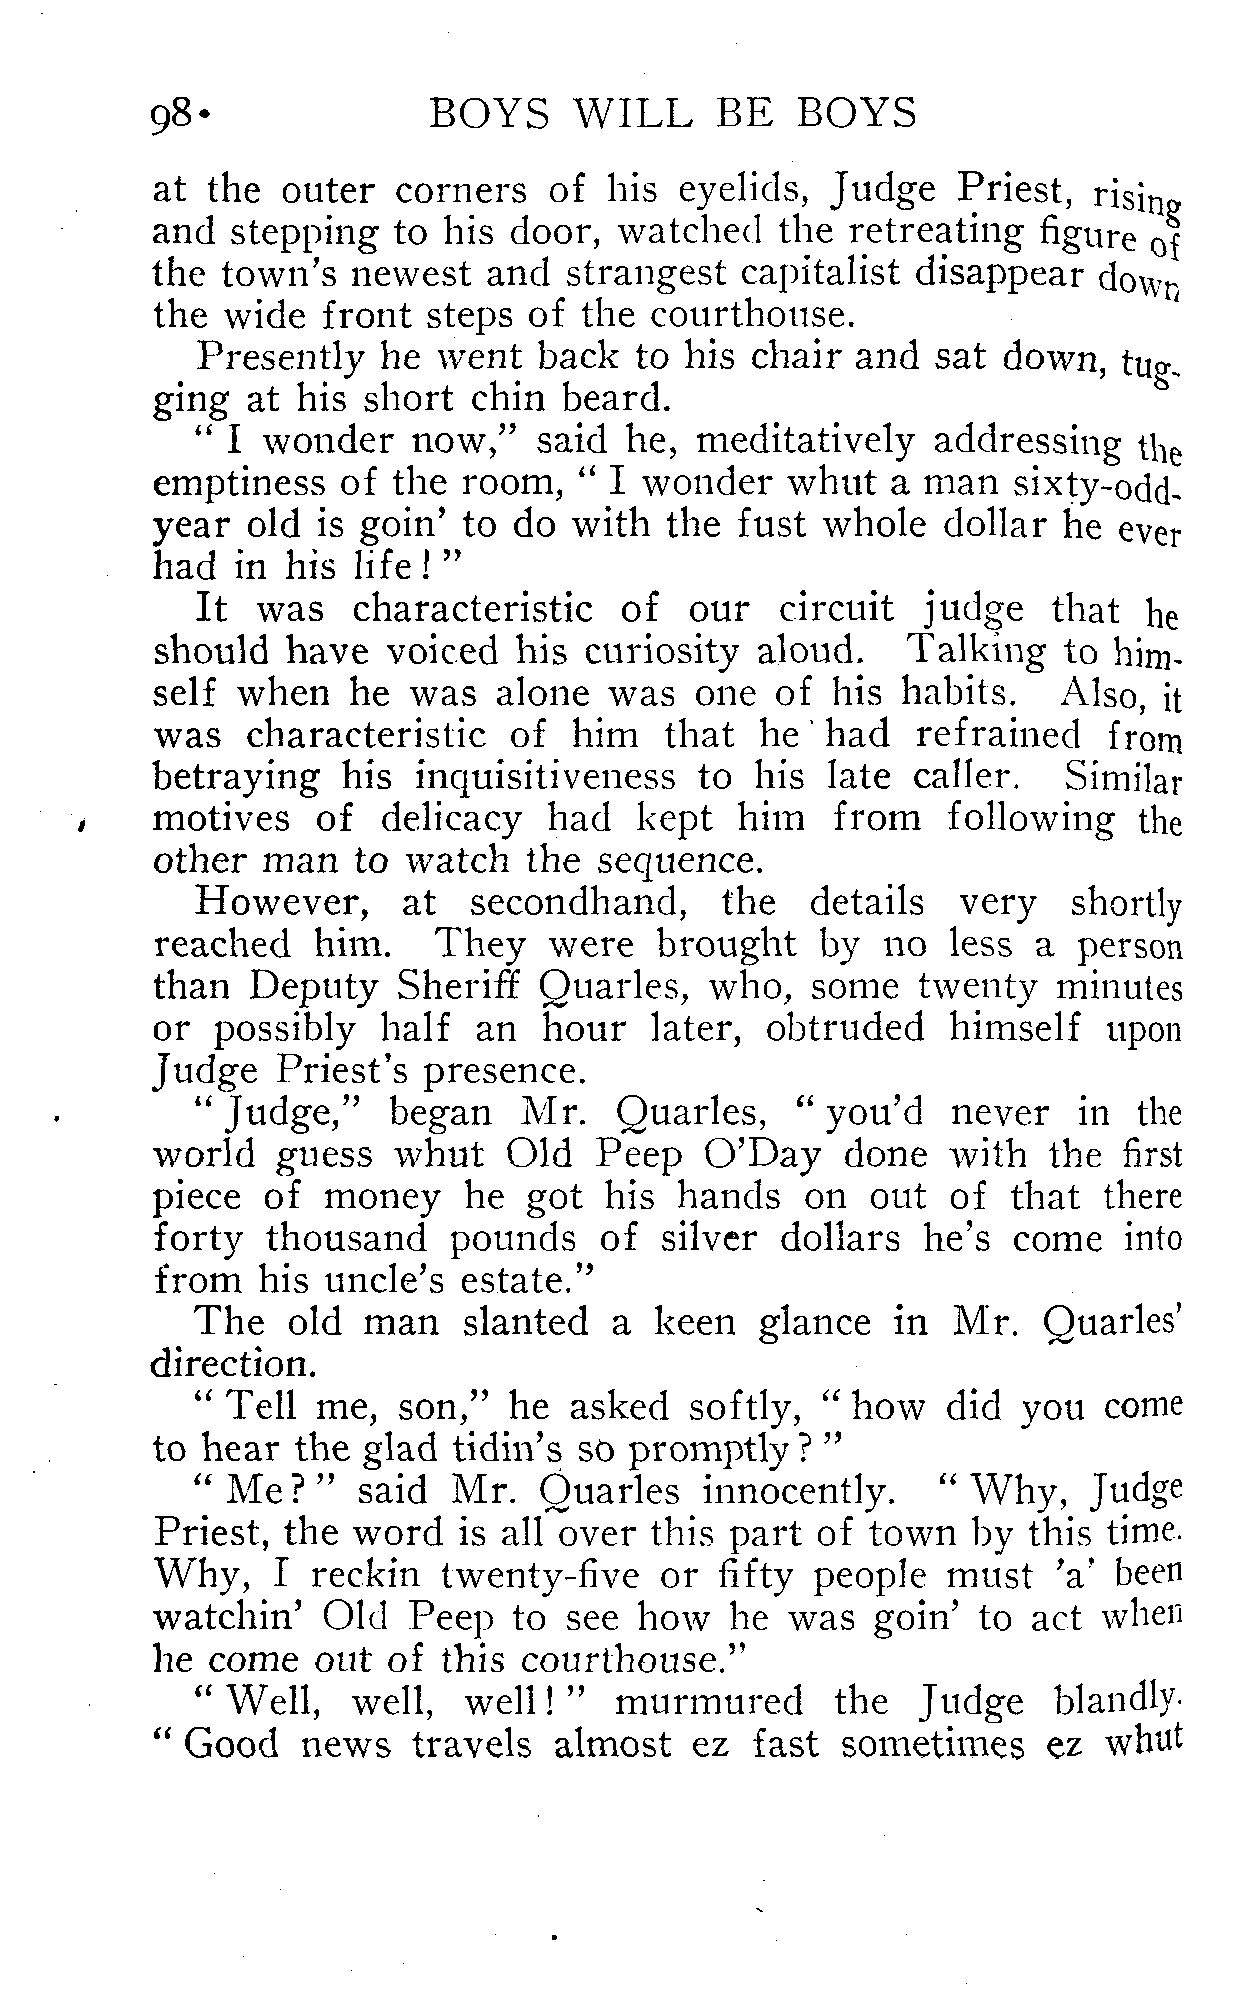 98 BOYS WILL BE BOYS
at the outer corners of his eyelids, Judge Priest, rising
and stepping to his door, watched the retreating figure of
the town's newest and strangest capitalist disappear down
the wide front steps of the courthouse.
Presently he went back to his chair and sat down, tug-
ging at his short chin beard.
“ I wonder now,” said he, meditatively addressing the
emptiness of the room, “ I wonder whut a man sixty-odd-
year old is goin' to do with the fust whole dollar he ever
had in his life ! ”
It was characteristic of our circuit judge that he
should have voiced his curiosity aloud. Talking to him-
self when he was alone was one of his habits. Also, it
was characteristic of him that he had refrained from
betraying his inquisitiveness to his late caller. Similar
motives of delicacy had kept him from following the
other man to watch the sequence.
However, at secondhand, the details very shortly
reached him. They were brought by no less a person
than Deputy Sheriff Quarles, who, some twenty minutes
or possibly half an hour later, obtruded himself upon
Judge Priest's presence.
“ Judge,” began Mr. Quarles, “ you'd never in the
world guess whut Old Peep O'Day done with the first
piece of money he got his hands on out of that there
forty thousand pounds of silver dollars he's come into
from his uncle's estate.”
The old man slanted a keen glance in Mr. Quarles'
direction.
“ Tell me, son,” he asked softly, “ how did you come
to hear the glad tidin's so promptly ? ”
“ Me ? ” said Mr. Quarles innocently. “ Why, Judge
Priest, the word is all over this part of town by this time.
Why, I reckin twenty-five or fifty people must 'a' been
watchin' Old Peep to see how he was goin' to act when
he come out of this courthouse.”
“ Well, well, well ! ” murmured the Judge blandly.
“ Good news travels almost ez fast sometimes ez whut